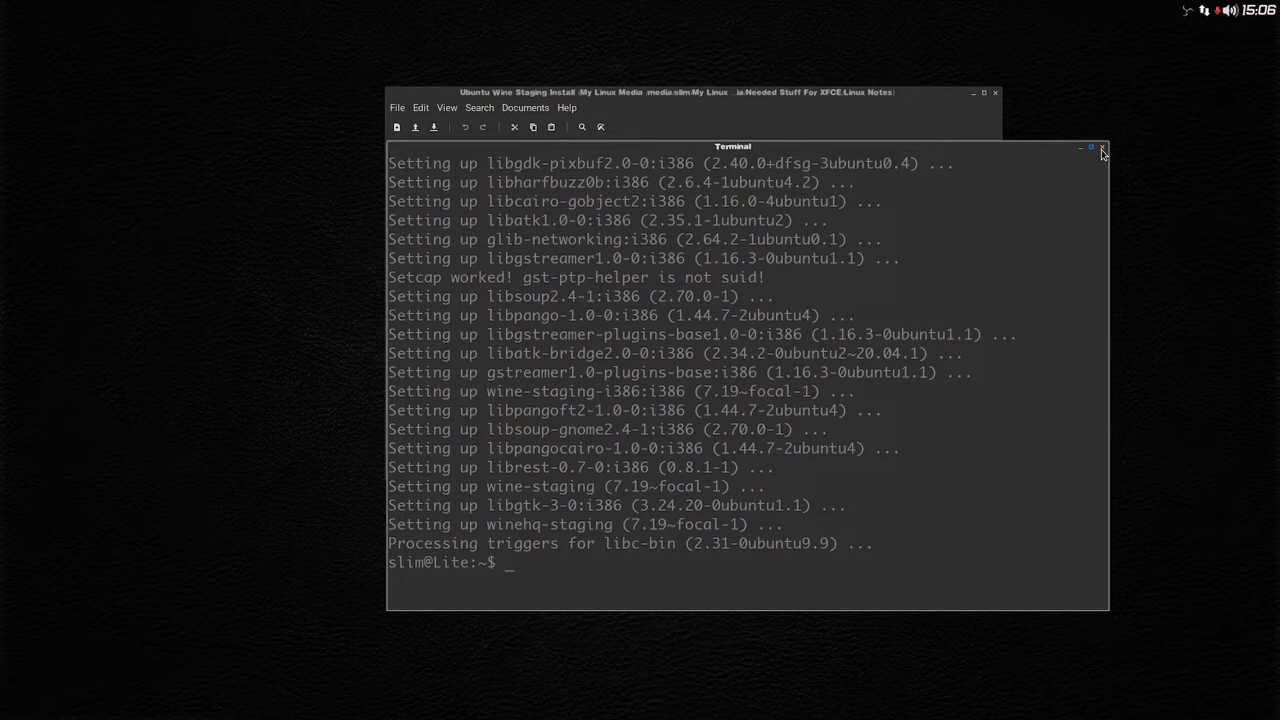 15:06
Ubuntu Wine Staging Install (My Linux Media /media/slim/My Linux ...ia/Needed Stuff For XFCE/Linux Notes)
File Edit View Search Documents Help
Terminal
Setting up libgdk-pixbuf2.0-0:i386 (2.40.0+dfsg-3ubuntu0.4) ...
Setting up libharfbuzz0b:i386 (2.6.4-1ubuntu4.2) ...
Setting up libcairo-gobject2:i386 (1.16.0-4ubuntu1) ...
Setting up libatk1.0-0:i386 (2.35.1-1ubuntu2) ...
Setting up glib-networking:i386 (2.64.2-1ubuntu0.1) ...
Setting up libgstreamer1.0-0:i386 (1.16.3-0ubuntu1.1) ...
Setcap worked! gst-ptp-helper is not suid!
Setting up libsoup2.4-1:i386 (2.70.0-1) ...
Setting up libpango-1.0-0:i386 (1.44.7-2ubuntu4) ...
Setting up libgstreamer-plugins-base1.0-0:i386 (1.16.3-0ubuntu1.1) ...
Setting up libatk-bridge2.0-0:i386 (2.34.2-0ubuntu2~20.04.1) ...
Setting up gstreamer1.0-plugins-base:i386 (1.16.3-0ubuntu1.1) ...
Setting up wine-staging-i386:i386 (7.19~focal-1) ...
Setting up libpangoft2-1.0-0:i386 (1.44.7-2ubuntu4) ...
Setting up libsoup-gnome2.4-1:i386 (2.70.0-1) ...
Setting up libpangocairo-1.0-0:i386 (1.44.7-2ubuntu4) ...
Setting up librest-0.7-0:i386 (0.8.1-1) ...
Setting up wine-staging (7.19~focal-1) ...
Setting up libgtk-3-0:i386 (3.24.20-0ubuntu1.1) ...
Setting up winehq-staging (7.19~focal-1) ...
Processing triggers for libc-bin (2.31-0ubuntu9.9) ...
slim@Lite:~$ _